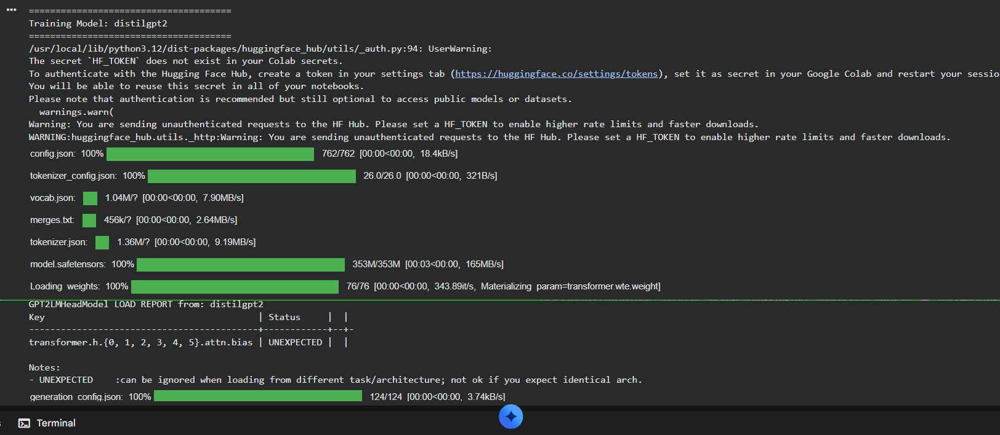 ======================================
Training Model: distilgpt2
======================================
/usr/local/lib/python3.12/dist-packages/huggingface_hub/utils/_auth.py:94: UserWarning:
The secret `HF_TOKEN` does not exist in your Colab secrets.
To authenticate with the Hugging Face Hub, create a token in your settings tab (https://huggingface.co/settings/tokens), set it as secret in your Google Colab and restart your sessio
You will be able to reuse this secret in all of your notebooks.
Please note that authentication is recommended but still optional to access public models or datasets.
  warnings.warn(
Warning: You are sending unauthenticated requests to the HF Hub. Please set a HF_TOKEN to enable higher rate limits and faster downloads.
WARNING:huggingface_hub.utils._http:Warning: You are sending unauthenticated requests to the HF Hub. Please set a HF_TOKEN to enable higher rate limits and faster downloads.
config.json: 100% 762/762 [00:00<00:00, 18.4kB/s]
tokenizer_config.json: 100% 26.0/26.0 [00:00<00:00, 321B/s]
vocab.json: 1.04M/? [00:00<00:00, 7.90MB/s]
merges.txt: 456k/? [00:00<00:00, 2.64MB/s]
tokenizer.json: 1.36M/? [00:00<00:00, 9.19MB/s]
model.safetensors: 100% 353M/353M [00:03<00:00, 165MB/s]
Loading weights: 100% 76/76 [00:00<00:00, 343.89it/s, Materializing param=transformer.wte.weight]
GPT2LMHeadModel LOAD REPORT from: distilgpt2
Key                                        | Status     |  |
-------------------------------------------+------------+--+-
transformer.h.{0, 1, 2, 3, 4, 5}.attn.bias | UNEXPECTED |  |
Notes:
- UNEXPECTED    :can be ignored when loading from different task/architecture; not ok if you expect identical arch.
generation_config.json: 100% 124/124 [00:00<00:00, 3.74kB/s]
Terminal